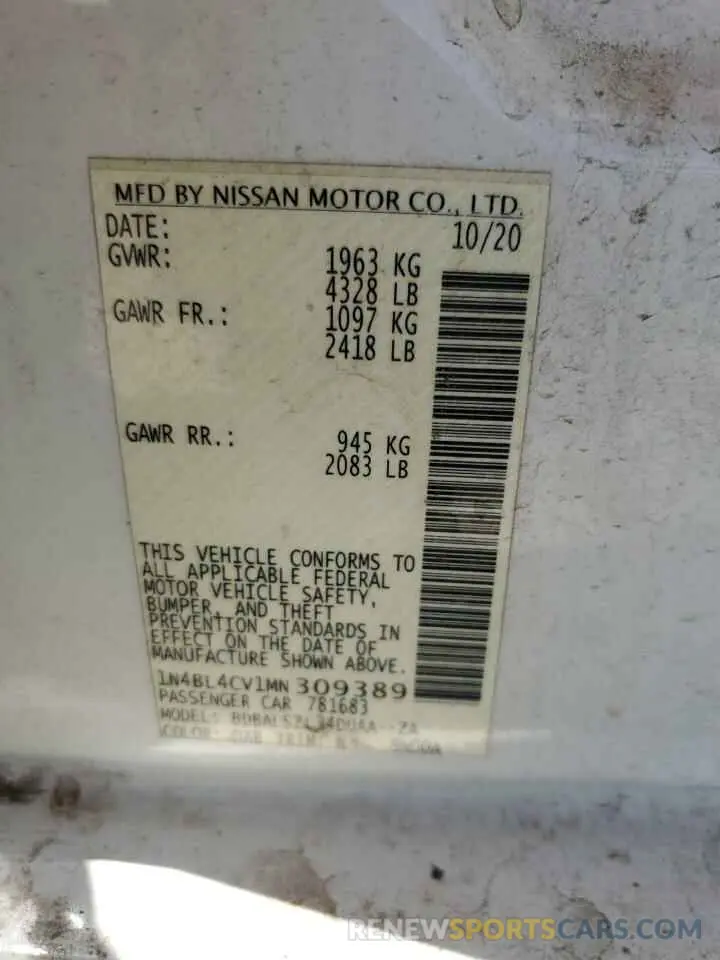 MFD BY NISSAN MOTOR CO., LTD.
DATE: 10/20
GVWR: 1963 KG
4328 LB
GAWR FR.: 1097 KG
2418 LB
GAWR RR.: 945 KG
2083 LB
THIS VEHICLE CONFORMS TO
ALL APPLICABLE FEDERAL
MOTOR VEHICLE SAFETY,
BUMPER, AND THEFT
PREVENTION STANDARDS IN
EFFECT ON THE DATE OF
MANUFACTURE SHOWN ABOVE.
1N4BL4CV1MN309389
PASSENGER CAR 781683
MODEL:
COLOR: TRIM:
RENEWSPORTSCARS.COM